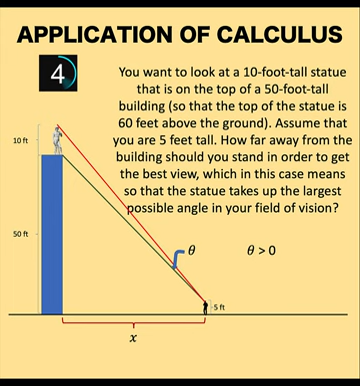 APPLICATION OF CALCULUS
4
You want to look at a 10-foot-tall statue
that is on the top of a 50-foot-tall
building (so that the top of the statue is
60 feet above the ground). Assume that
you are 5 feet tall. How far away from the
building should you stand in order to get
the best view, which in this case means
so that the statue takes up the largest
possible angle in your field of vision?
10 ft
50 ft
θ
θ > 0
5 ft
x